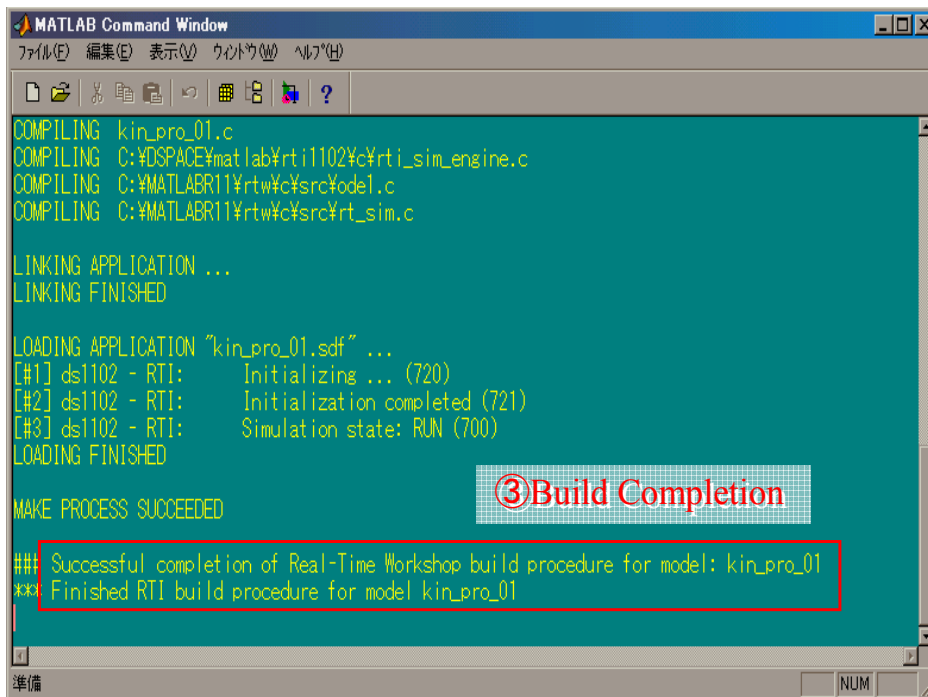 MATLAB Command Window
ファイル(F) 編集(E) 表示(V) ウィンドウ(W) ヘルプ(H)
?
COMPILING kin_pro_01.c
COMPILING C:¥DSPACE¥matlab¥rti1102¥c¥rti_sim_engine.c
COMPILING C:¥MATLABR11¥rtw¥c¥src¥ode1.c
COMPILING C:¥MATLABR11¥rtw¥c¥src¥rt_sim.c
LINKING APPLICATION ...
LINKING FINISHED
LOADING APPLICATION "kin_pro_01.sdf" ...
[#1] ds1102 - RTI: Initializing ... (720)
[#2] ds1102 - RTI: Initialization completed (721)
[#3] ds1102 - RTI: Simulation state: RUN (700)
LOADING FINISHED
③Build Completion
MAKE PROCESS SUCCEEDED
### Successful completion of Real-Time Workshop build procedure for model: kin_pro_01
*** Finished RTI build procedure for model kin_pro_01
準備 NUM